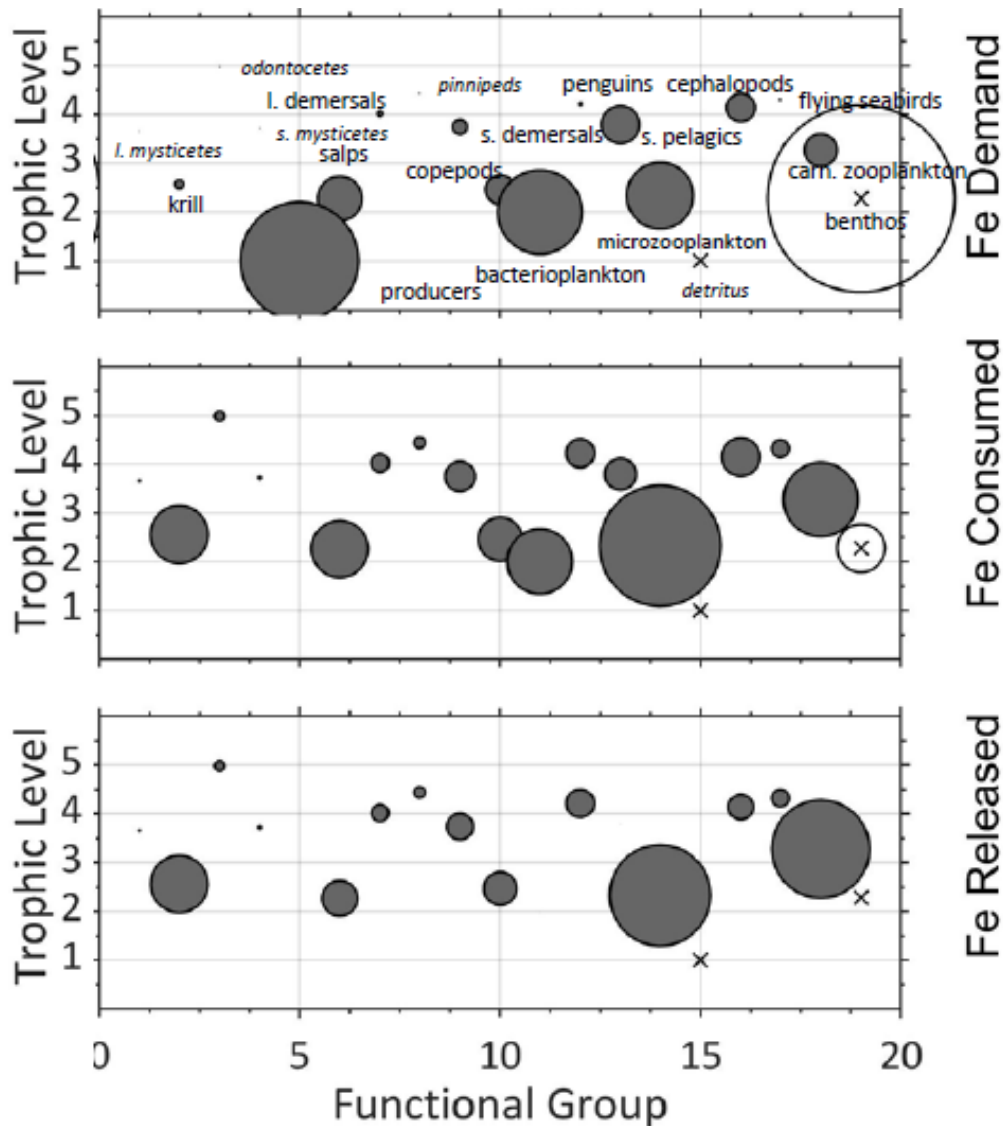 Trophic Level
5
4
3
2
1
odontocetes
pinnipeds
penguins
cephalopods
l. demersals
flying seabirds
s. mysticetes
s. demersals
s. pelagics
l. mysticetes
salps
copepods
carn. zooplankton
krill
benthos
microzooplankton
bacterioplankton
producers
detritus
Fe Demand
Trophic Level
5
4
3
2
1
Fe Consumed
Trophic Level
5
4
3
2
1
Fe Released
0 5 10 15 20
Functional Group